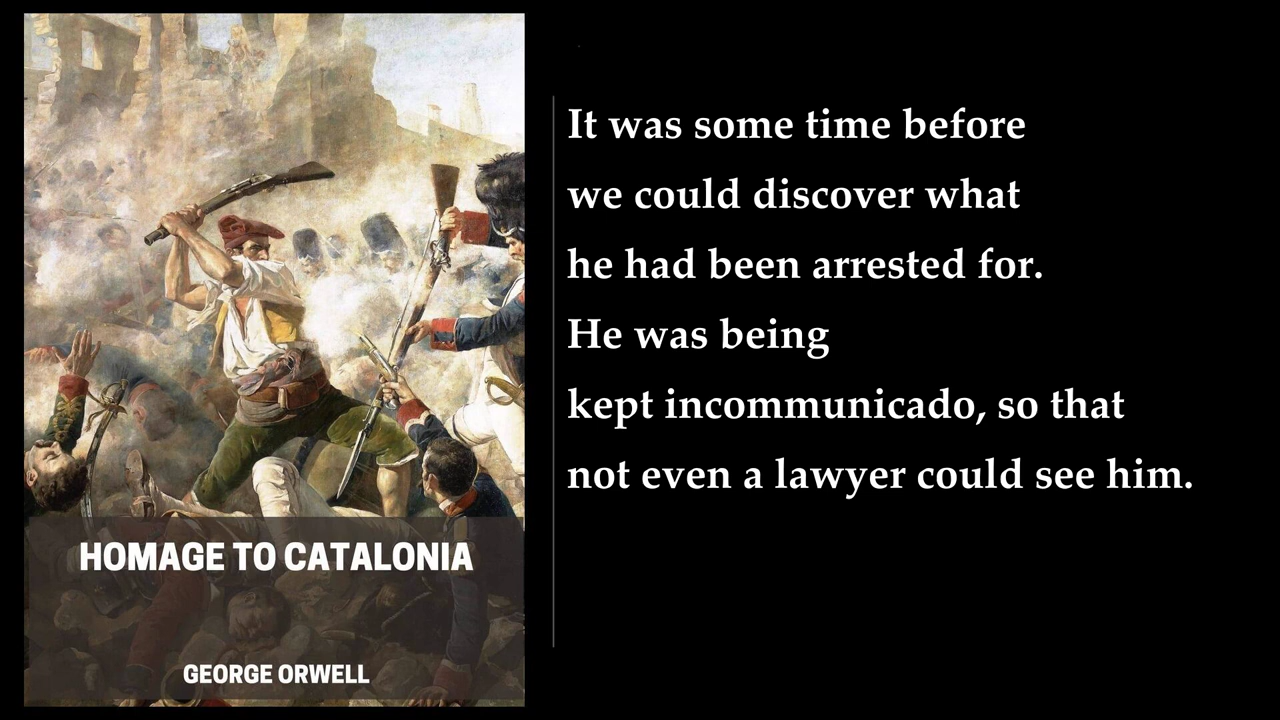 HOMAGE TO CATALONIA
GEORGE ORWELL
It was some time before
we could discover what
he had been arrested for.
He was being
kept incommunicado, so that
not even a lawyer could see him.